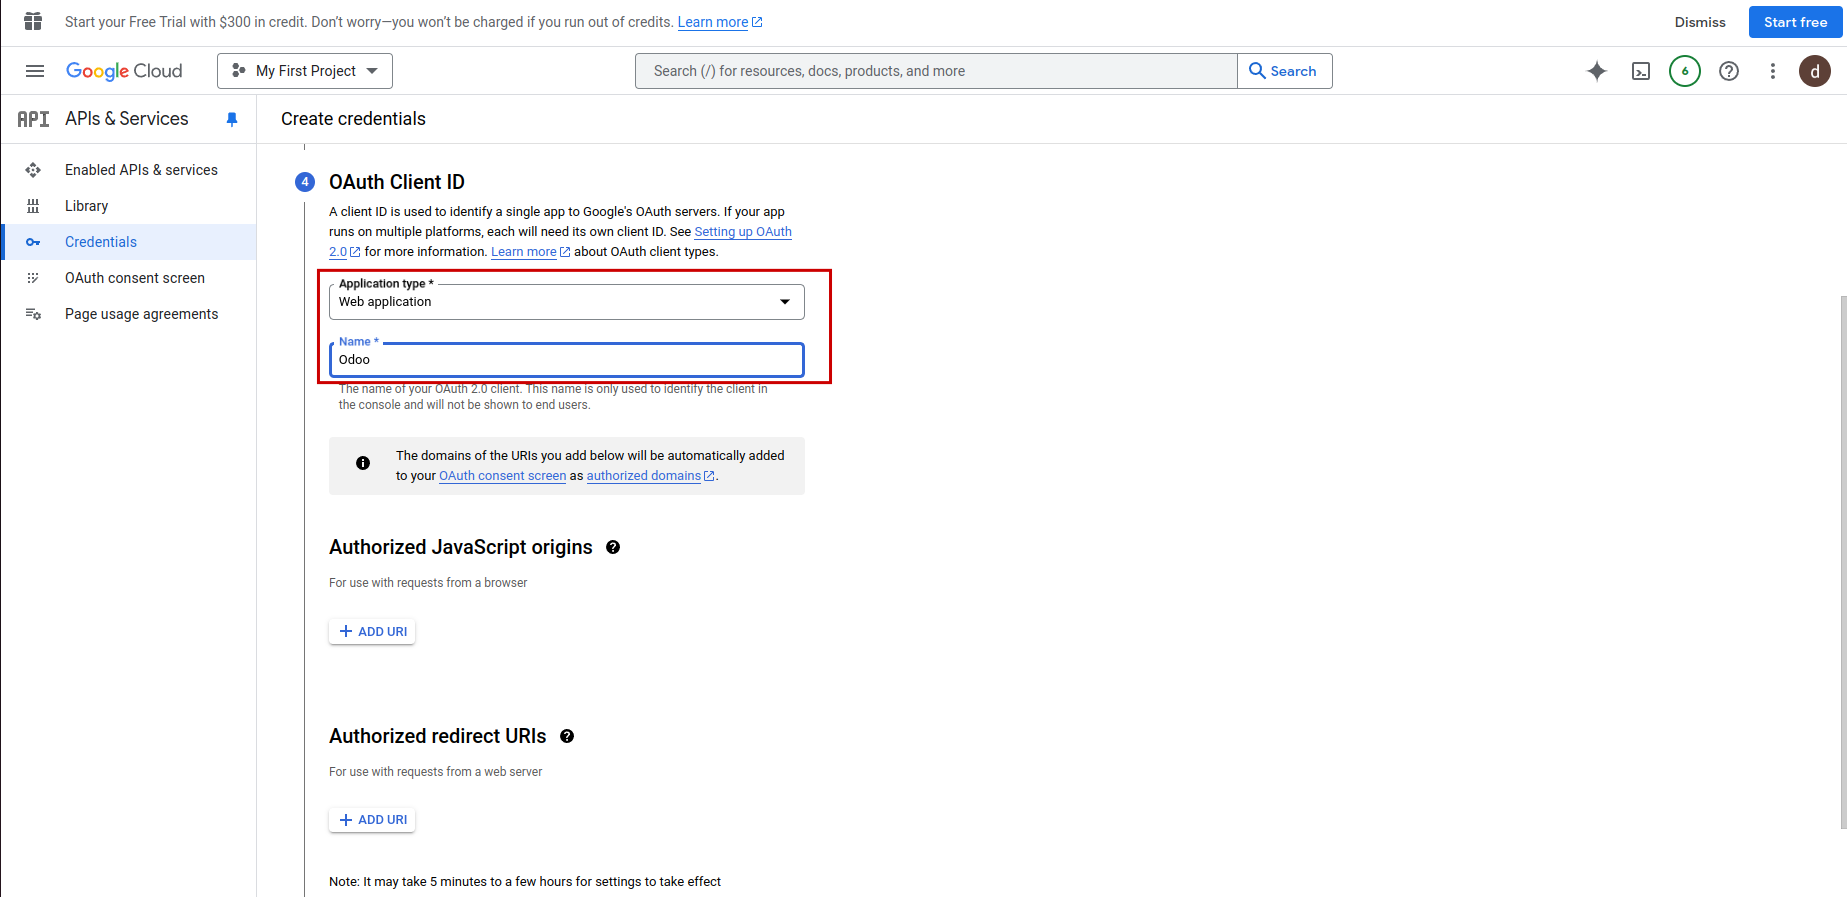 Start your Free Trial with $300 in credit. Don't worry—you won't be charged if you run out of credits. Learn more
Dismiss
Start free
Google Cloud
My First Project
Search (/) for resources, docs, products, and more
Search
6
d
API
APIs & Services
Create credentials
Enabled APIs & services
Library
Credentials
OAuth consent screen
Page usage agreements
4
OAuth Client ID
A client ID is used to identify a single app to Google's OAuth servers. If your app
runs on multiple platforms, each will need its own client ID. See Setting up OAuth
2.0 for more information. Learn more about OAuth client types.
Application type *
Web application
Name *
Odoo
The name of your OAuth 2.0 client. This name is only used to identify the client in
the console and will not be shown to end users.
The domains of the URIs you add below will be automatically added
to your OAuth consent screen as authorized domains.
Authorized JavaScript origins
For use with requests from a browser
ADD URI
Authorized redirect URIs
For use with requests from a web server
ADD URI
Note: It may take 5 minutes to a few hours for settings to take effect